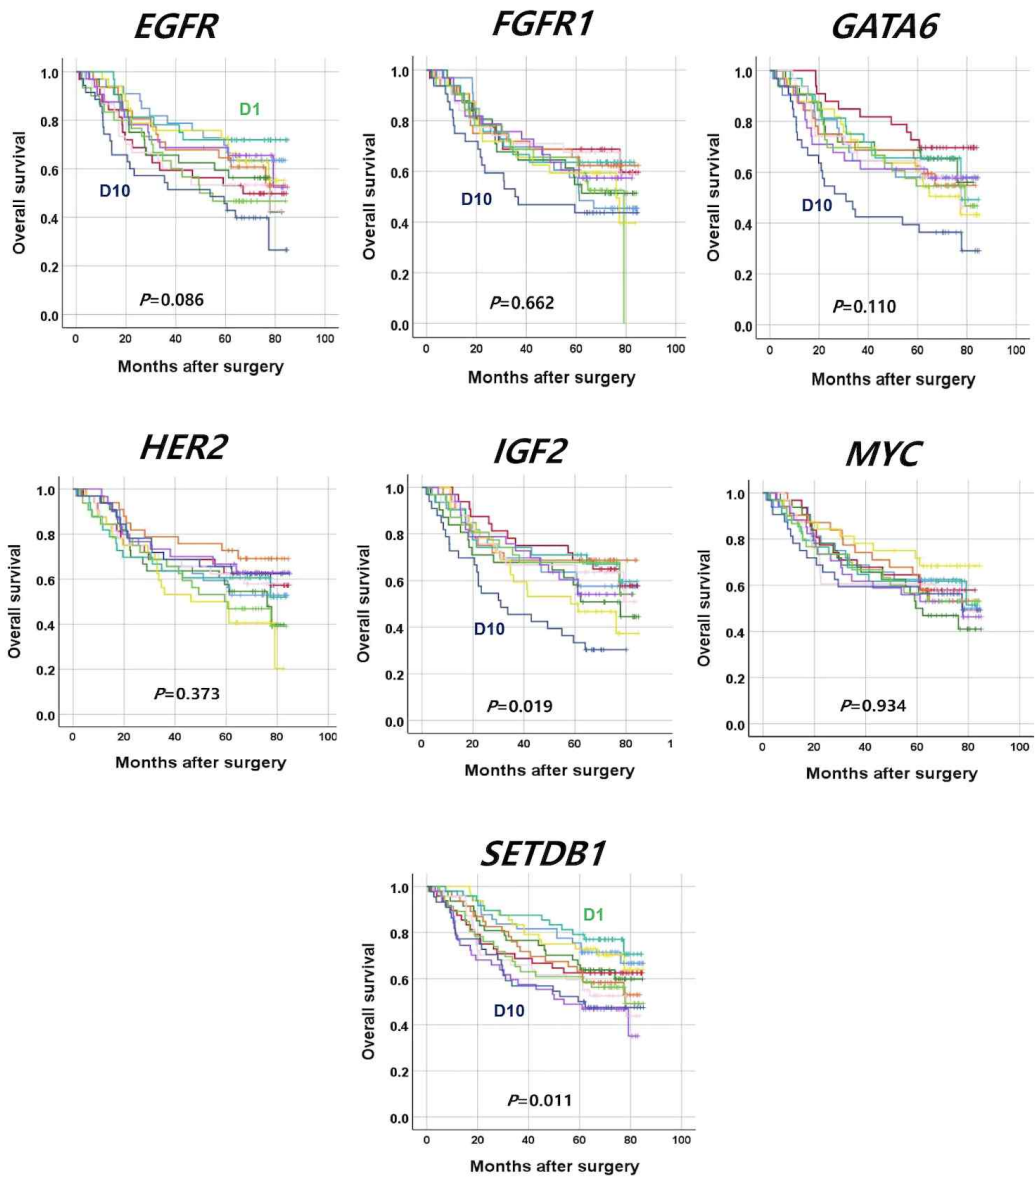 EGFR
Overall survival
1.0
0.8
0.6
0.4
0.2
0.0
D1
D10
P=0.086
0 20 40 60 80 100
Months after surgery
FGFR1
Overall survival
1.0
0.8
0.6
0.4
0.2
0.0
D10
P=0.662
0 20 40 60 80 100
Months after surgery
GATA6
Overall survival
1.0
0.8
0.6
0.4
0.2
0.0
D10
P=0.110
0 20 40 60 80 100
Months after surgery
HER2
Overall survival
1.0
0.8
0.6
0.4
0.2
0.0
P=0.373
0 20 40 60 80 100
Months after surgery
IGF2
Overall survival
1.0
0.8
0.6
0.4
0.2
0.0
D10
P=0.019
0 20 40 60 80 1
Months after surgery
MYC
Overall survival
1.0
0.8
0.6
0.4
0.2
0.0
P=0.934
0 20 40 60 80 100
Months after surgery
SETDB1
Overall survival
1.0
0.8
0.6
0.4
0.2
0.0
D1
D10
P=0.011
0 20 40 60 80 100
Months after surgery